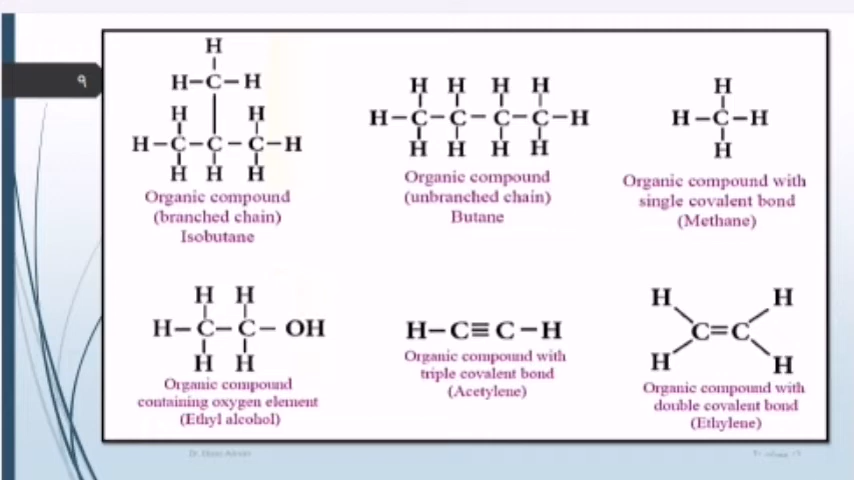 ٩
H
H-C-H
H H
H-C-C-C-H
H H H
Organic compound
(branched chain)
Isobutane
H H H H
H-C-C-C-C-H
H H H H
Organic compound
(unbranched chain)
Butane
H
H-C-H
H
Organic compound with
single covalent bond
(Methane)
H H
H-C-C-OH
H H
Organic compound
containing oxygen element
(Ethyl alcohol)
H-C≡C-H
Organic compound with
triple covalent bond
(Acetylene)
H H
C=C
H H
Organic compound with
double covalent bond
(Ethylene)